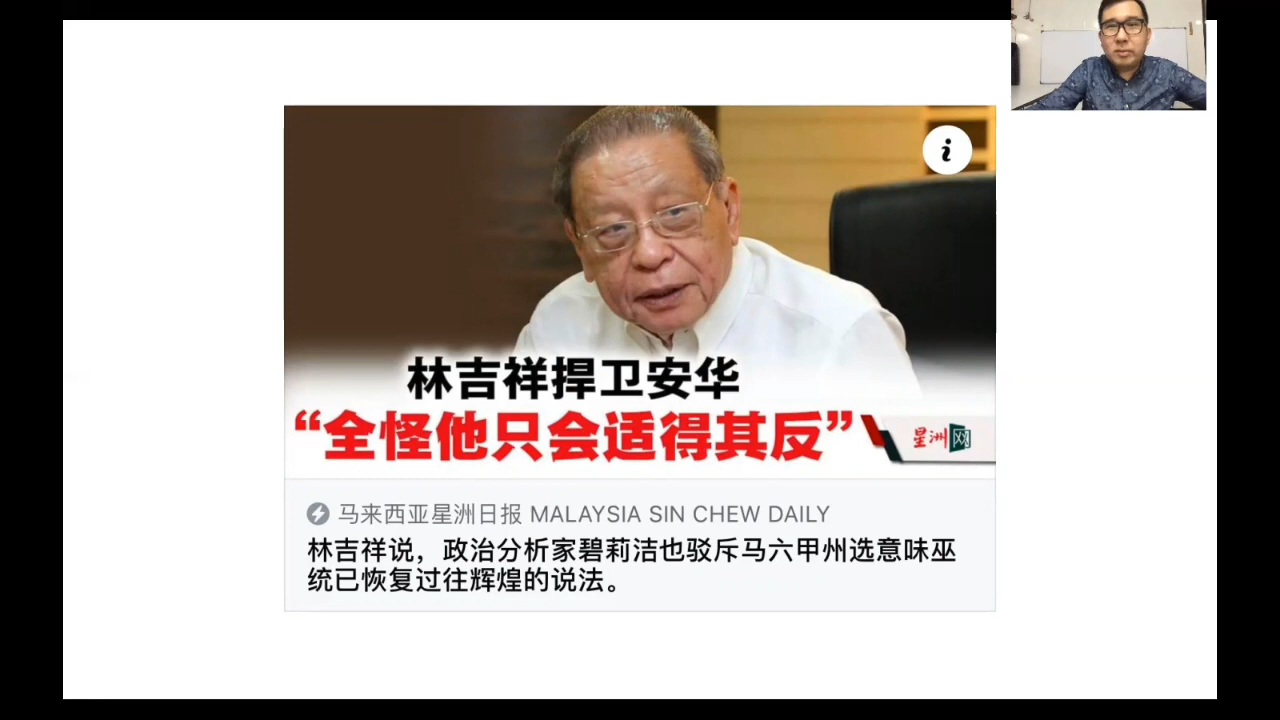 林吉祥捍卫安华
“全怪他只会适得其反”
星洲网
马来西亚星洲日报 MALAYSIA SIN CHEW DAILY
林吉祥说，政治分析家碧莉洁也驳斥马六甲州选意味巫
统已恢复过往辉煌的说法。